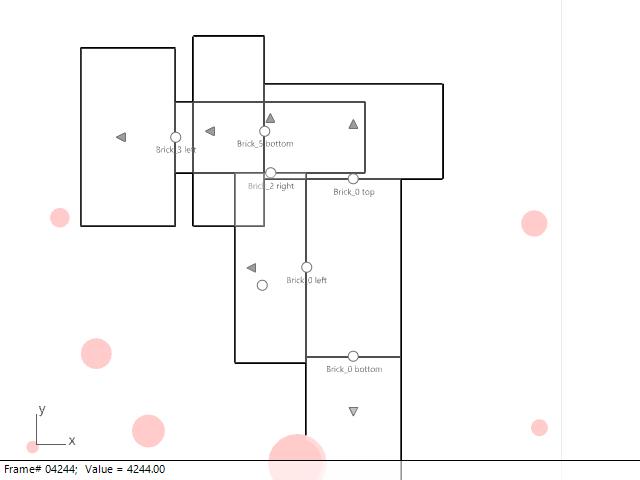 Brick_3 left
Brick_5 bottom
Brick_2 right
Brick_0 top
Brick_0 left
Brick_0 bottom
y
x
Frame# 04244; Value = 4244.00